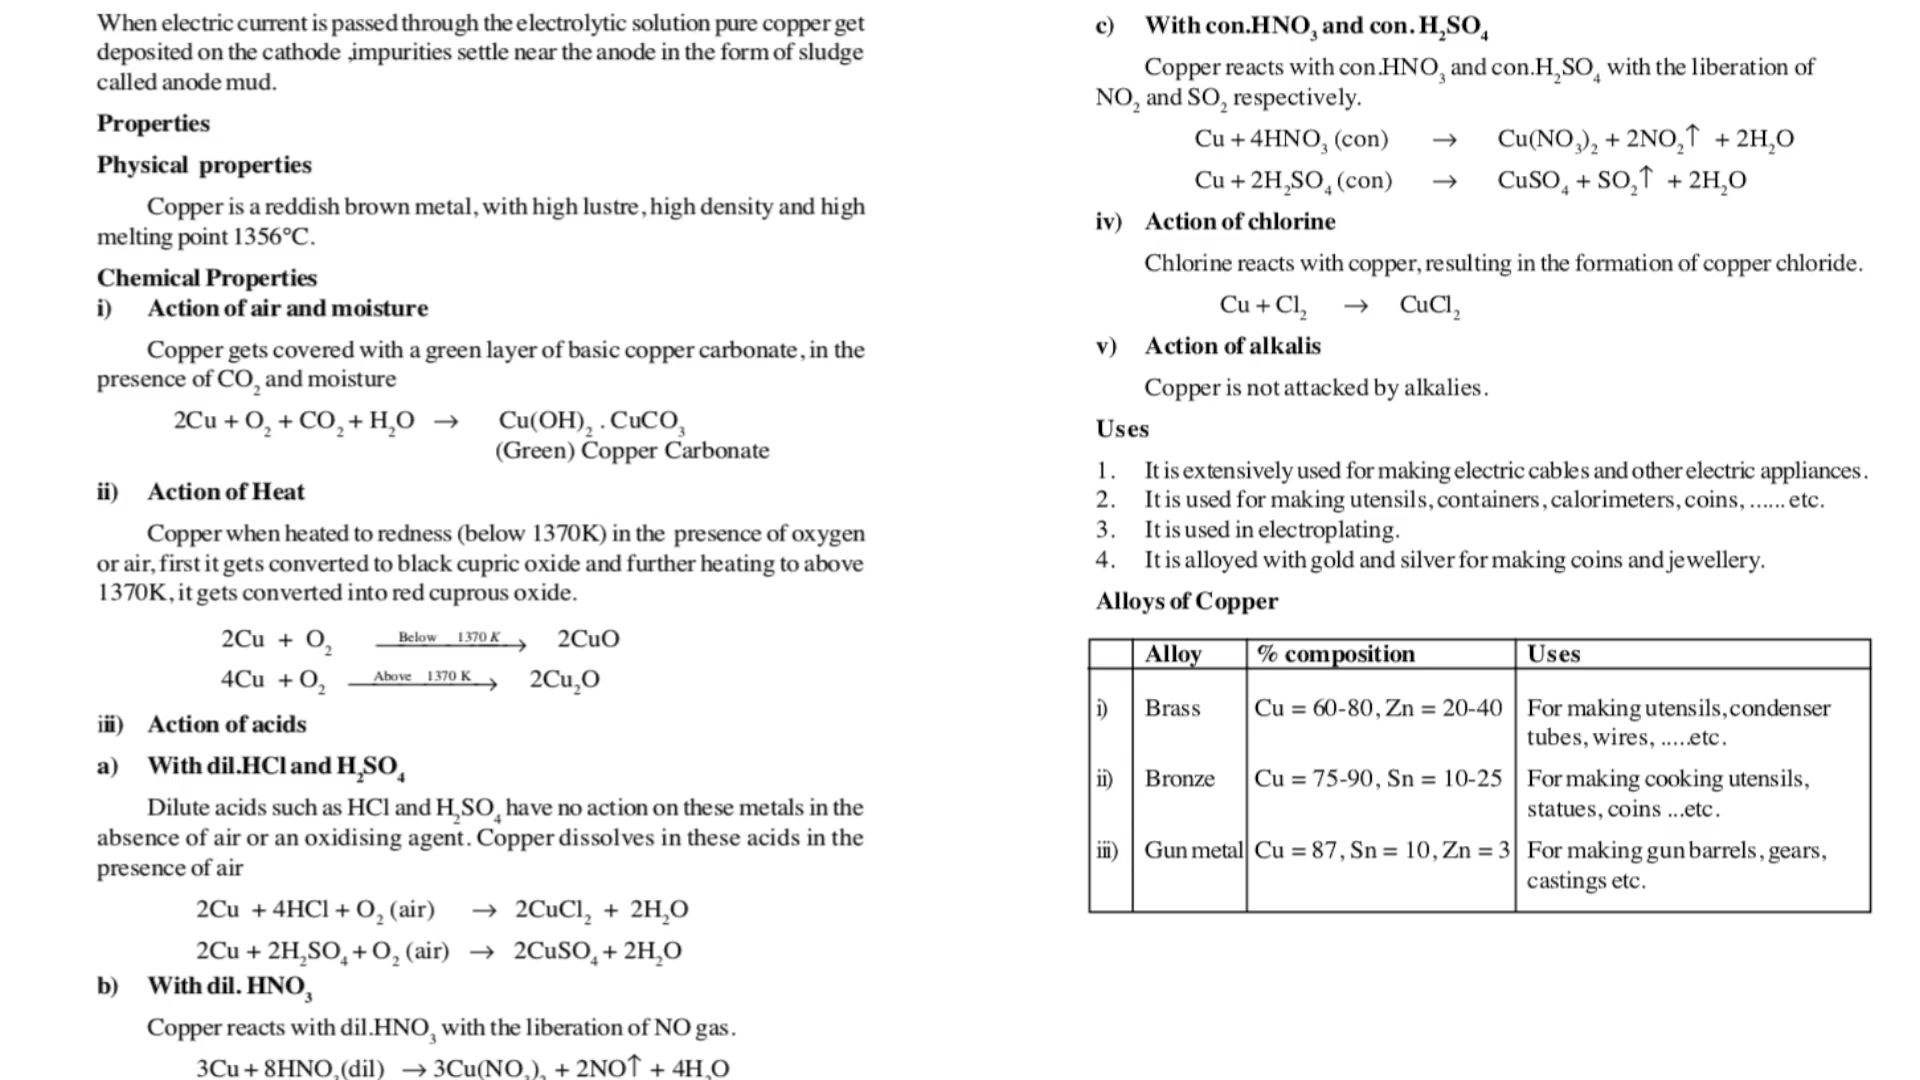 When electric current is passed through the electrolytic solution pure copper get
deposited on the cathode ,impurities settle near the anode in the form of sludge
called anode mud.
Properties
Physical properties
Copper is a reddish brown metal, with high lustre, high density and high
melting point 1356°C.
Chemical Properties
i) Action of air and moisture
Copper gets covered with a green layer of basic copper carbonate, in the
presence of CO₂ and moisture
2Cu + O₂ + CO₂ + H₂O → Cu(OH)₂ . CuCO₃
(Green) Copper Carbonate
ii) Action of Heat
Copper when heated to redness (below 1370K) in the presence of oxygen
or air, first it gets converted to black cupric oxide and further heating to above
1370K, it gets converted into red cuprous oxide.
2Cu + O₂ Below 1370 K → 2CuO
4Cu + O₂ Above 1370 K → 2Cu₂O
iii) Action of acids
a) With dil.HCl and H₂SO₄
Dilute acids such as HCl and H₂SO₄ have no action on these metals in the
absence of air or an oxidising agent. Copper dissolves in these acids in the
presence of air
2Cu + 4HCl + O₂ (air) → 2CuCl₂ + 2H₂O
2Cu + 2H₂SO₄ + O₂ (air) → 2CuSO₄ + 2H₂O
b) With dil. HNO₃
Copper reacts with dil.HNO₃ with the liberation of NO gas.
3Cu + 8HNO₃(dil) → 3Cu(NO₃)₂ + 2NO↑ + 4H₂O
c) With con.HNO₃ and con. H₂SO₄
Copper reacts with con.HNO₃ and con.H₂SO₄ with the liberation of
NO₂ and SO₂ respectively.
Cu + 4HNO₃ (con) → Cu(NO₃)₂ + 2NO₂↑ + 2H₂O
Cu + 2H₂SO₄ (con) → CuSO₄ + SO₂↑ + 2H₂O
iv) Action of chlorine
Chlorine reacts with copper, resulting in the formation of copper chloride.
Cu + Cl₂ → CuCl₂
v) Action of alkalis
Copper is not attacked by alkalies.
Uses
1. It is extensively used for making electric cables and other electric appliances.
2. It is used for making utensils, containers, calorimeters, coins, ...... etc.
3. It is used in electroplating.
4. It is alloyed with gold and silver for making coins and jewellery.
Alloys of Copper
Alloy % composition Uses
i) Brass Cu = 60-80, Zn = 20-40 For making utensils, condenser
tubes, wires, .....etc.
ii) Bronze Cu = 75-90, Sn = 10-25 For making cooking utensils,
statues, coins ...etc.
iii) Gun metal Cu = 87, Sn = 10, Zn = 3 For making gun barrels, gears,
castings etc.